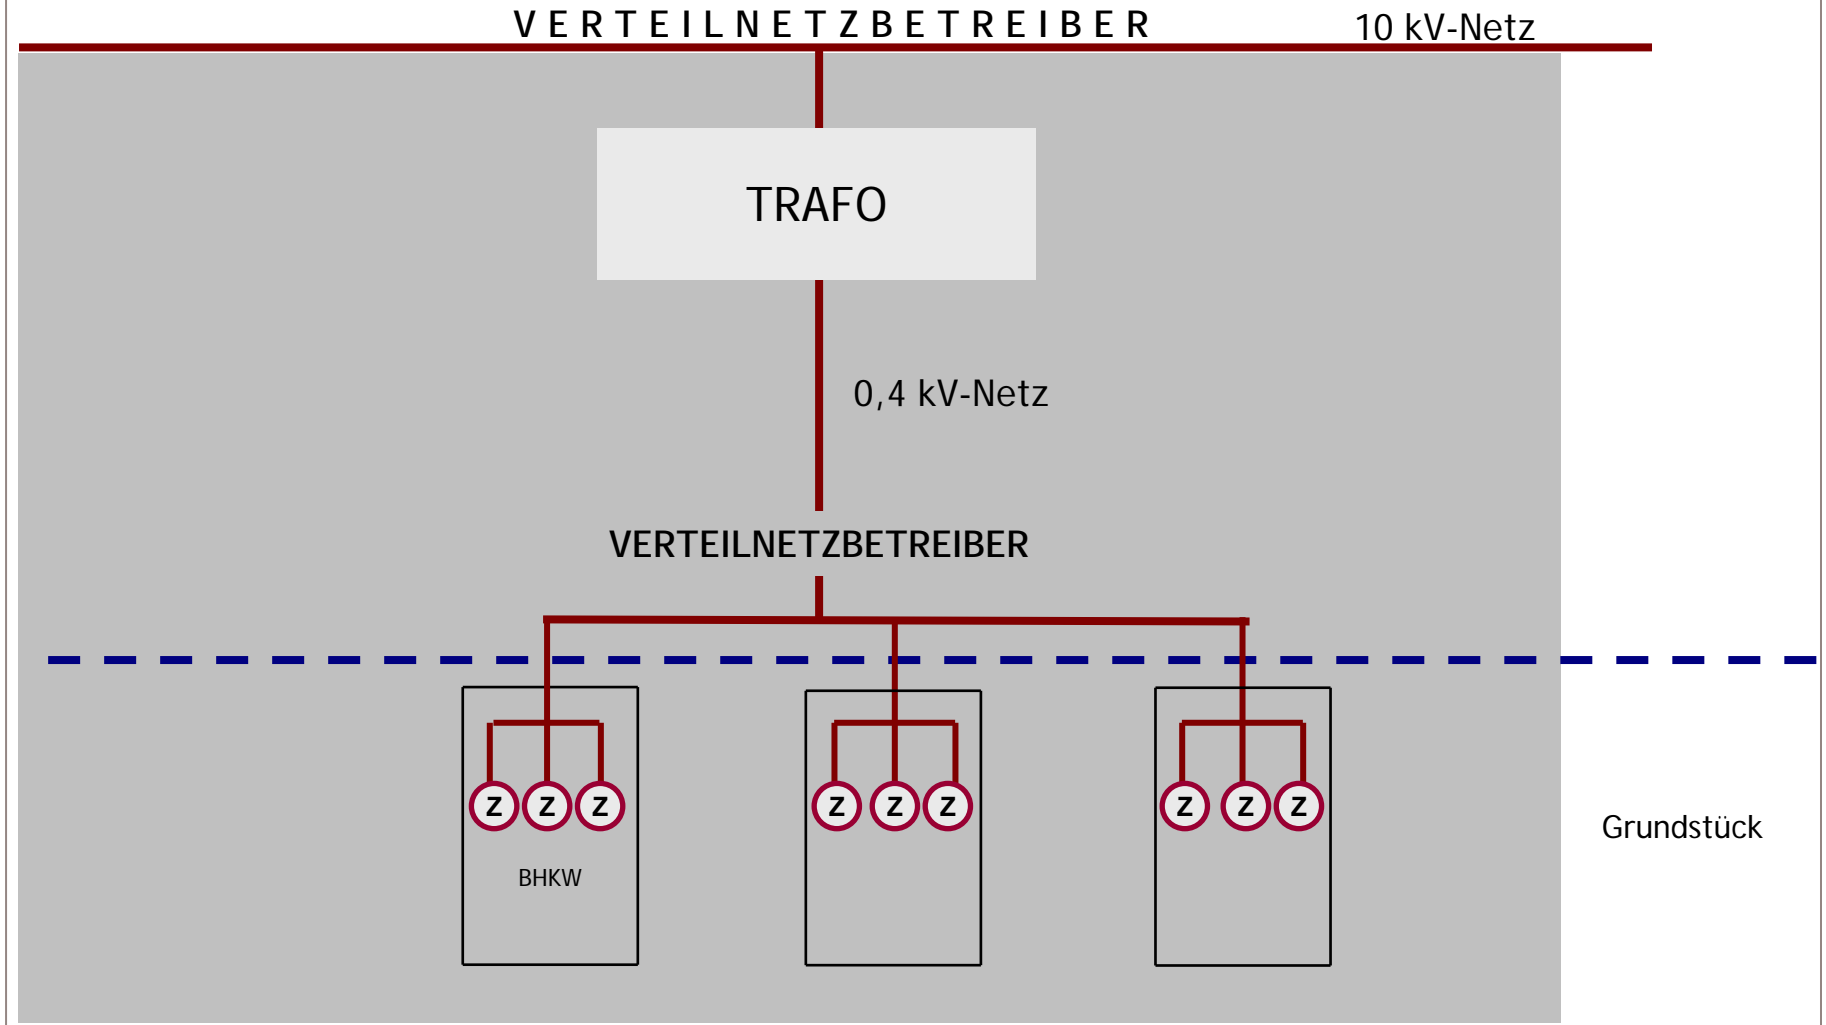 VERTEILNETZBETREIBER 10 kV-Netz
TRAFO
0,4 kV-Netz
VERTEILNETZBETREIBER
Z Z Z Z Z Z Z Z Z
Grundstück
BHKW